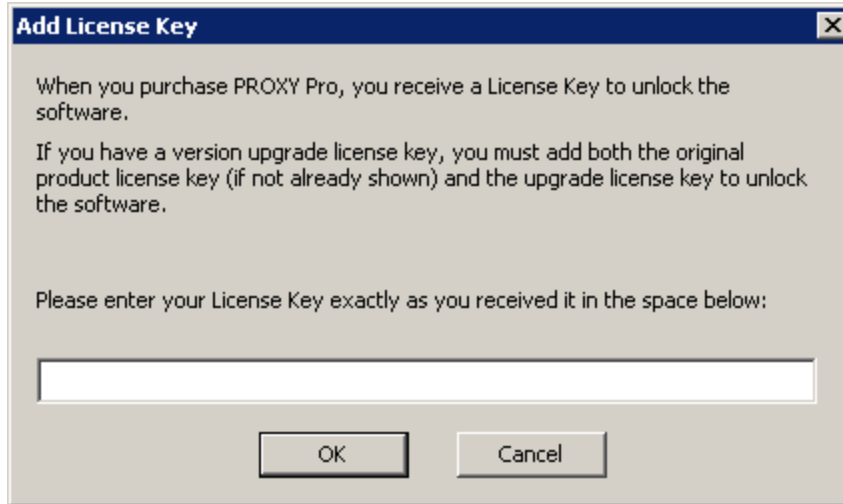 Add License Key
When you purchase PROXY Pro, you receive a License Key to unlock the
software.
If you have a version upgrade license key, you must add both the original
product license key (if not already shown) and the upgrade license key to unlock
the software.
Please enter your License Key exactly as you received it in the space below:
OK Cancel